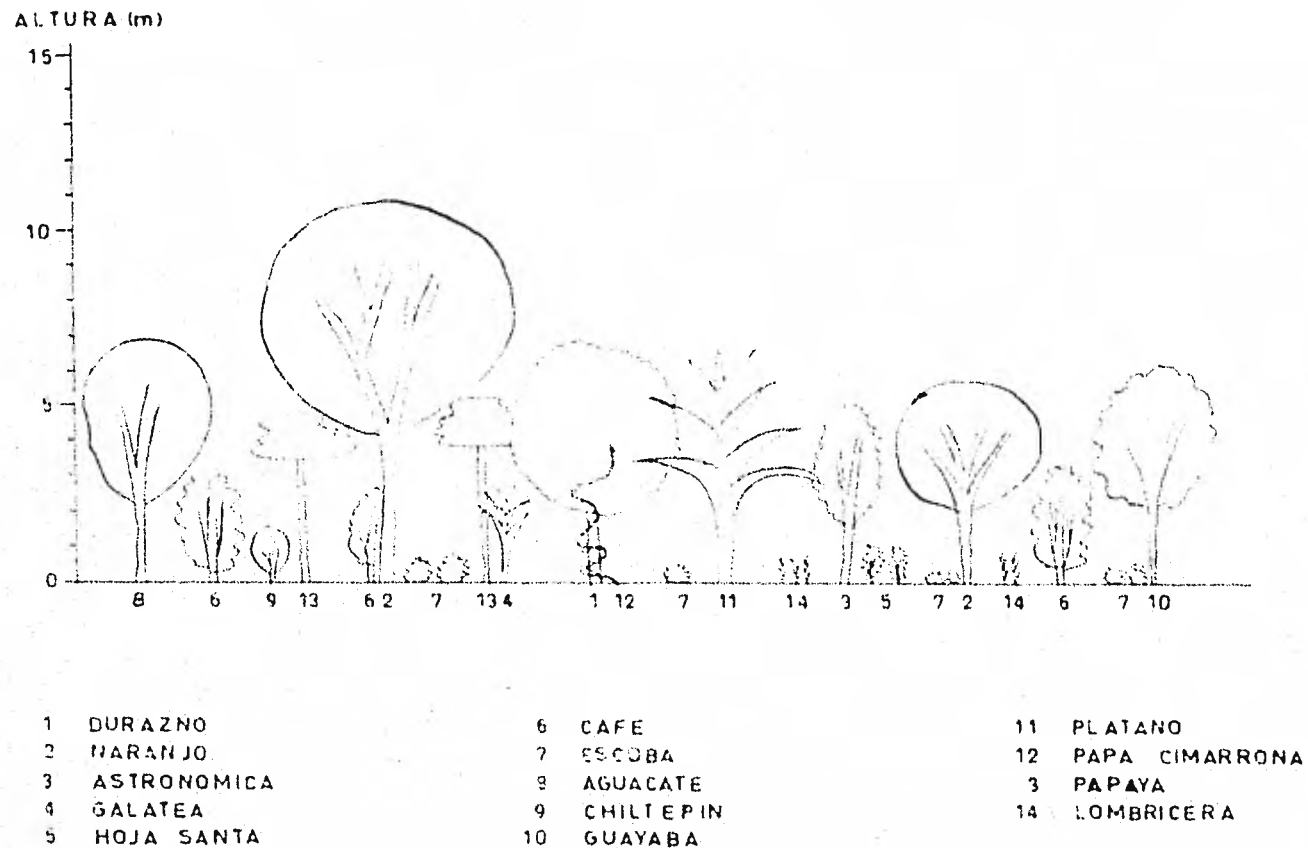 ALTURA (m)
15
10
5
0
8 6 9 13 6 2 7 13 4 1 12 7 11 14 3 5 7 2 14 6 7 10
1 DURAZNO
2 NARANJO
3 ASTRONOMICA
4 GALATEA
5 HOJA SANTA
6 CAFE
7 ESCOBA
8 AGUACATE
9 CHILTEPIN
10 GUAYABA
11 PLATANO
12 PAPA CIMARRONA
3 PAPAYA
14 LOMBRICERA